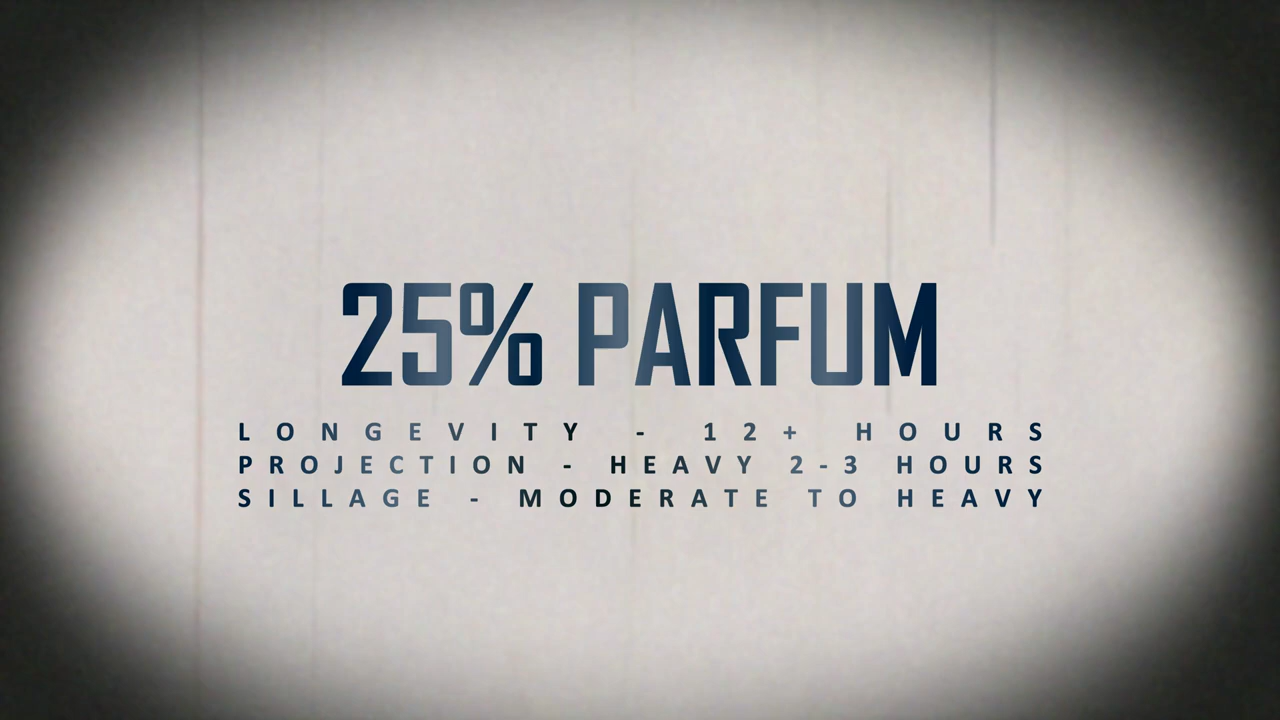 25% PARFUM
LONGEVITY - 12+ HOURS
PROJECTION - HEAVY 2-3 HOURS
SILLAGE - MODERATE TO HEAVY